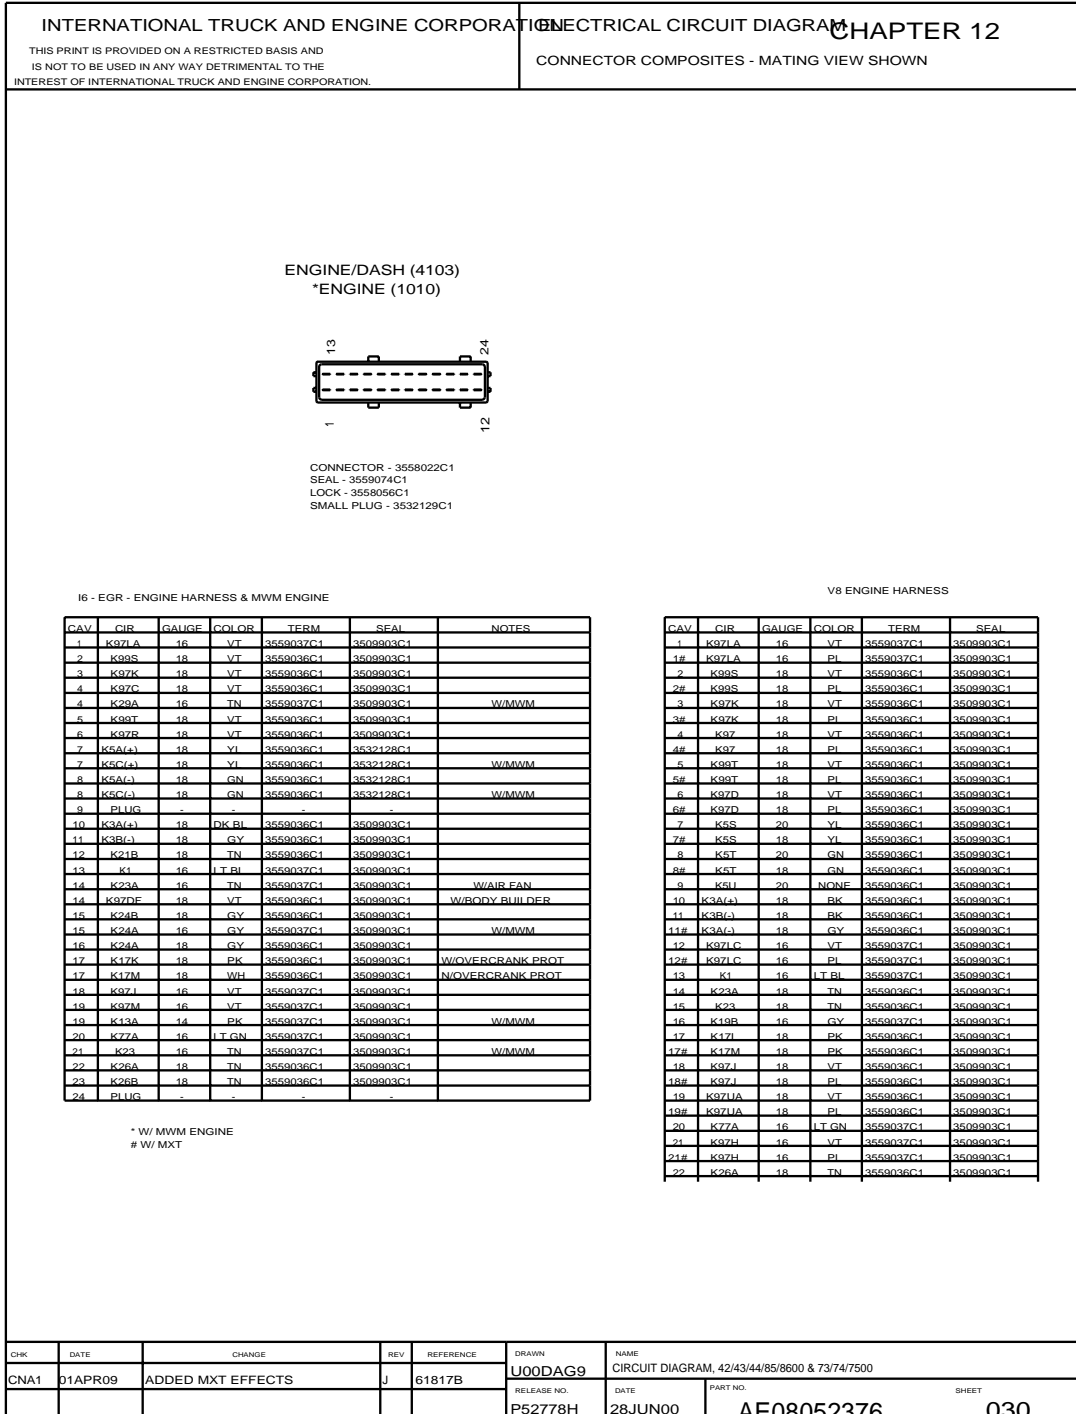 INTERNATIONAL TRUCK AND ENGINE CORPORATION
THIS PRINT IS PROVIDED ON A RESTRICTED BASIS AND
IS NOT TO BE USED IN ANY WAY DETRIMENTAL TO THE
INTEREST OF INTERNATIONAL TRUCK AND ENGINE CORPORATION.
ELECTRICAL CIRCUIT DIAGRAM
CHAPTER 12
CONNECTOR COMPOSITES - MATING VIEW SHOWN
ENGINE/DASH (4103)
*ENGINE (1010)
13
24
1
12
CONNECTOR - 3558022C1
SEAL - 3559074C1
LOCK - 3558056C1
SMALL PLUG - 3532129C1
I6 - EGR - ENGINE HARNESS & MWM ENGINE
CAV CIR GAUGE COLOR TERM SEAL NOTES
1 K97LA 16 VT 3559037C1 3509903C1
2 K99S 18 VT 3559036C1 3509903C1
3 K97K 18 VT 3559036C1 3509903C1
4 K97C 18 VT 3559036C1 3509903C1
4 K29A 16 TN 3559037C1 3509903C1 W/MWM
5 K99T 18 VT 3559036C1 3509903C1
6 K97R 18 VT 3559036C1 3509903C1
7 K5A(+) 18 YL 3559036C1 3532128C1
7 K5C(+) 18 YL 3559036C1 3532128C1 W/MWM
8 K5A(-) 18 GN 3559036C1 3532128C1
8 K5C(-) 18 GN 3559036C1 3532128C1 W/MWM
9 PLUG - - - -
10 K3A(+) 18 DK BL 3559036C1 3509903C1
11 K3B(-) 18 GY 3559036C1 3509903C1
12 K21B 18 TN 3559036C1 3509903C1
13 K1 16 LT BL 3559037C1 3509903C1
14 K23A 16 TN 3559037C1 3509903C1 W/AIR FAN
14 K97DF 18 VT 3559036C1 3509903C1 W/BODY BUILDER
15 K24B 18 GY 3559036C1 3509903C1
15 K24A 16 GY 3559037C1 3509903C1 W/MWM
16 K24A 18 GY 3559036C1 3509903C1
17 K17K 18 PK 3559036C1 3509903C1 W/OVERCRANK PROT
17 K17M 18 WH 3559036C1 3509903C1 N/OVERCRANK PROT
18 K97J 16 VT 3559037C1 3509903C1
19 K97M 16 VT 3559037C1 3509903C1
19 K13A 14 PK 3559037C1 3509903C1 W/MWM
20 K77A 16 LT GN 3559037C1 3509903C1
21 K23 16 TN 3559037C1 3509903C1 W/MWM
22 K26A 18 TN 3559036C1 3509903C1
23 K26B 18 TN 3559036C1 3509903C1
24 PLUG - - - -
* W/ MWM ENGINE
# W/ MXT
V8 ENGINE HARNESS
CAV CIR GAUGE COLOR TERM SEAL
1 K97LA 16 VT 3559037C1 3509903C1
1# K97LA 16 PL 3559037C1 3509903C1
2 K99S 18 VT 3559036C1 3509903C1
2# K99S 18 PL 3559036C1 3509903C1
3 K97K 18 VT 3559036C1 3509903C1
3# K97K 18 PL 3559036C1 3509903C1
4 K97 18 VT 3559036C1 3509903C1
4# K97 18 PL 3559036C1 3509903C1
5 K99T 18 VT 3559036C1 3509903C1
5# K99T 18 PL 3559036C1 3509903C1
6 K97D 18 VT 3559036C1 3509903C1
6# K97D 18 PL 3559036C1 3509903C1
7 K5S 20 YL 3559036C1 3509903C1
7# K5S 18 YL 3559036C1 3509903C1
8 K5T 20 GN 3559036C1 3509903C1
8# K5T 18 GN 3559036C1 3509903C1
9 K5U 20 NONE 3559036C1 3509903C1
10 K3A(+) 18 BK 3559036C1 3509903C1
11 K3B(-) 18 BK 3559036C1 3509903C1
11# K3A(-) 18 GY 3559036C1 3509903C1
12 K97LC 16 VT 3559037C1 3509903C1
12# K97LC 16 PL 3559037C1 3509903C1
13 K1 16 LT BL 3559037C1 3509903C1
14 K23A 18 TN 3559036C1 3509903C1
15 K23 18 TN 3559036C1 3509903C1
16 K19B 16 GY 3559037C1 3509903C1
17 K17L 18 PK 3559036C1 3509903C1
17# K17M 18 PK 3559036C1 3509903C1
18 K97J 18 VT 3559036C1 3509903C1
18# K97J 18 PL 3559036C1 3509903C1
19 K97UA 18 VT 3559036C1 3509903C1
19# K97UA 18 PL 3559036C1 3509903C1
20 K77A 16 LT GN 3559037C1 3509903C1
21 K97H 16 VT 3559037C1 3509903C1
21# K97H 16 PL 3559037C1 3509903C1
22 K26A 18 TN 3559036C1 3509903C1
CHK DATE CHANGE REV REFERENCE
CNA1 01APR09 ADDED MXT EFFECTS J 61817B
DRAWN
U00DAG9
NAME
CIRCUIT DIAGRAM, 42/43/44/85/8600 & 73/74/7500
RELEASE NO.
P52778H
DATE
28JUN00
PART NO.
AE08052376
SHEET
030